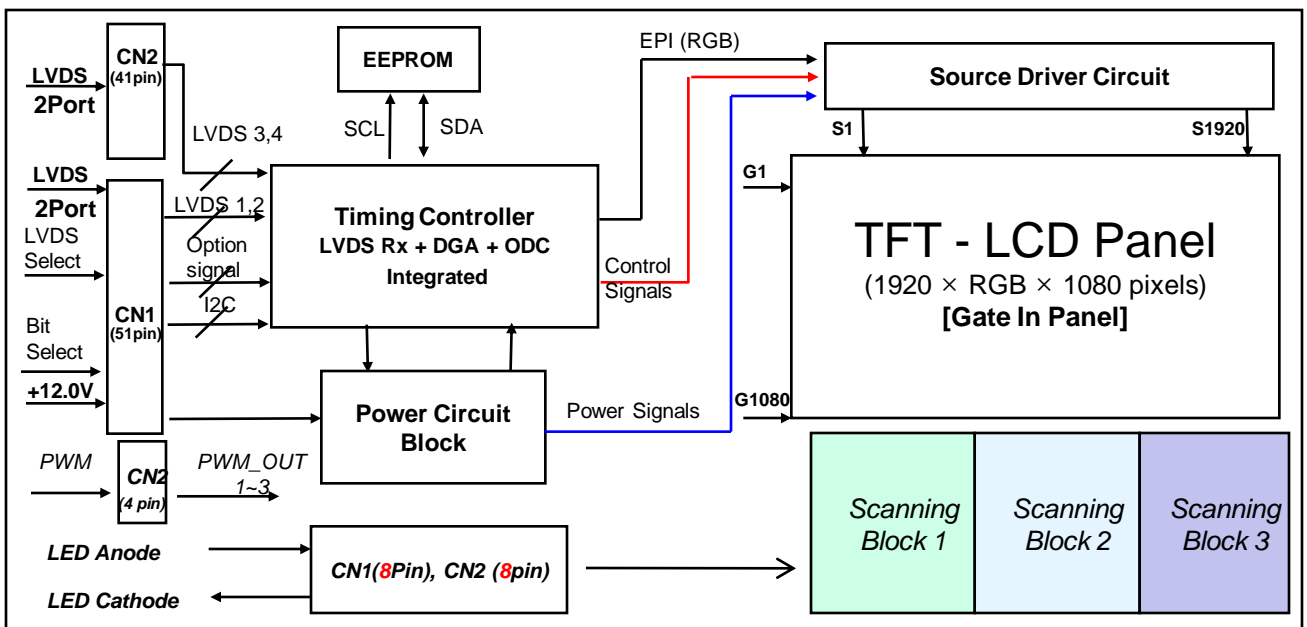 CN2
(41pin)
LVDS
2Port
EEPROM
EPI (RGB)
Source Driver Circuit
SCL
SDA
S1
S1920
LVDS 3,4
LVDS
2Port
LVDS 1,2
LVDS
Select
Option
signal
I2C
CN1
(51pin)
Bit
Select
+12.0V
Timing Controller
LVDS Rx + DGA + ODC
Integrated
Control
Signals
G1
TFT - LCD Panel
(1920 × RGB × 1080 pixels)
[Gate In Panel]
G1080
Power Circuit
Block
Power Signals
PWM
CN2
(4 pin)
PWM_OUT
1~3
Scanning
Block 1
Scanning
Block 2
Scanning
Block 3
LED Anode
LED Cathode
CN1(8Pin), CN2 (8pin)